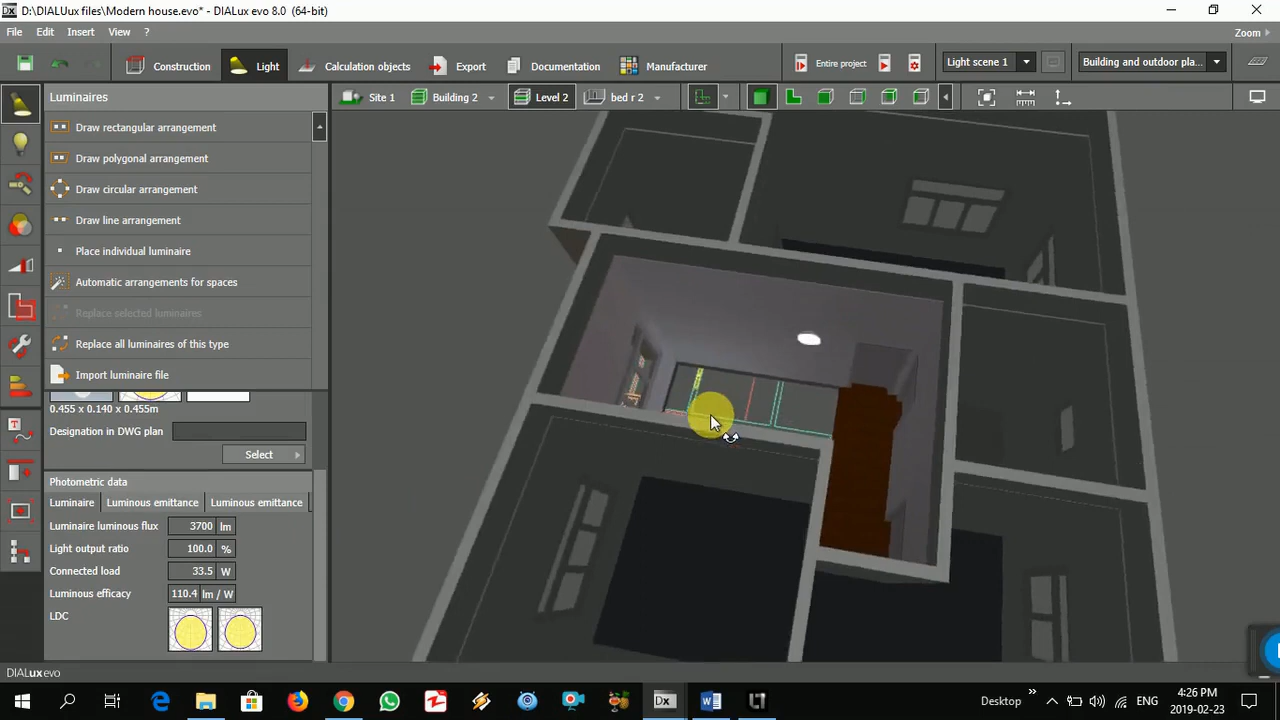 D:\DIALUux files\Modern house.evo* - DIALux evo 8.0 (64-bit)
File Edit Insert View ? Zoom
Construction Light Calculation objects Export Documentation Manufacturer Entire project Light scene 1 Building and outdoor pla...
Luminaires Site 1 Building 2 Level 2 bed r 2
Draw rectangular arrangement
Draw polygonal arrangement
Draw circular arrangement
Draw line arrangement
Place individual luminaire
Automatic arrangements for spaces
Replace selected luminaires
Replace all luminaires of this type
Import luminaire file
0.455 x 0.140 x 0.455m
Designation in DWG plan
Select
Photometric data
Luminaire Luminous emittance Luminous emittance
Luminaire luminous flux 3700 lm
Light output ratio 100.0 %
Connected load 33.5 W
Luminous efficacy 110.4 lm / W
LDC
DIALux evo
Desktop ENG 4:26 PM
2019-02-23